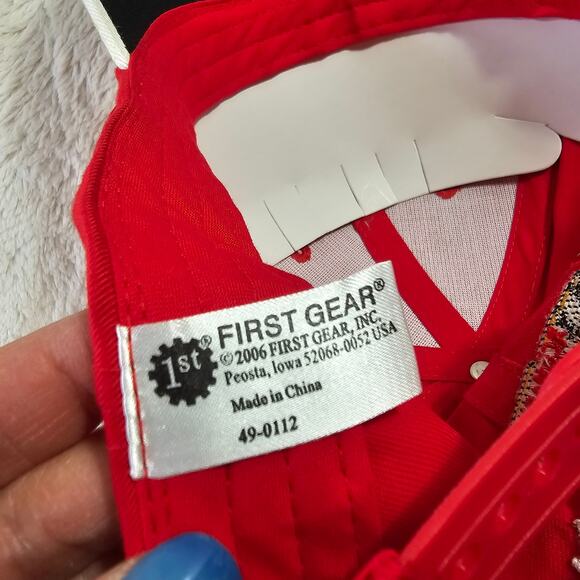 1st® FIRST GEAR®
©2006 FIRST GEAR, INC.
Peosta, Iowa 52068-0052 USA
Made in China
49-0112